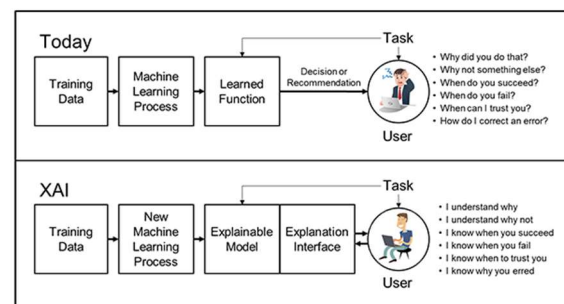 Today
Task
Training
Data
Machine
Learning
Process
Learned
Function
Decision or
Recommendation
User
• Why did you do that?
• Why not something else?
• When do you succeed?
• When do you fail?
• When can I trust you?
• How do I correct an error?
XAI
Task
Training
Data
New
Machine
Learning
Process
Explainable
Model
Explanation
Interface
User
• I understand why
• I understand why not
• I know when you succeed
• I know when you fail
• I know when to trust you
• I know why you erred